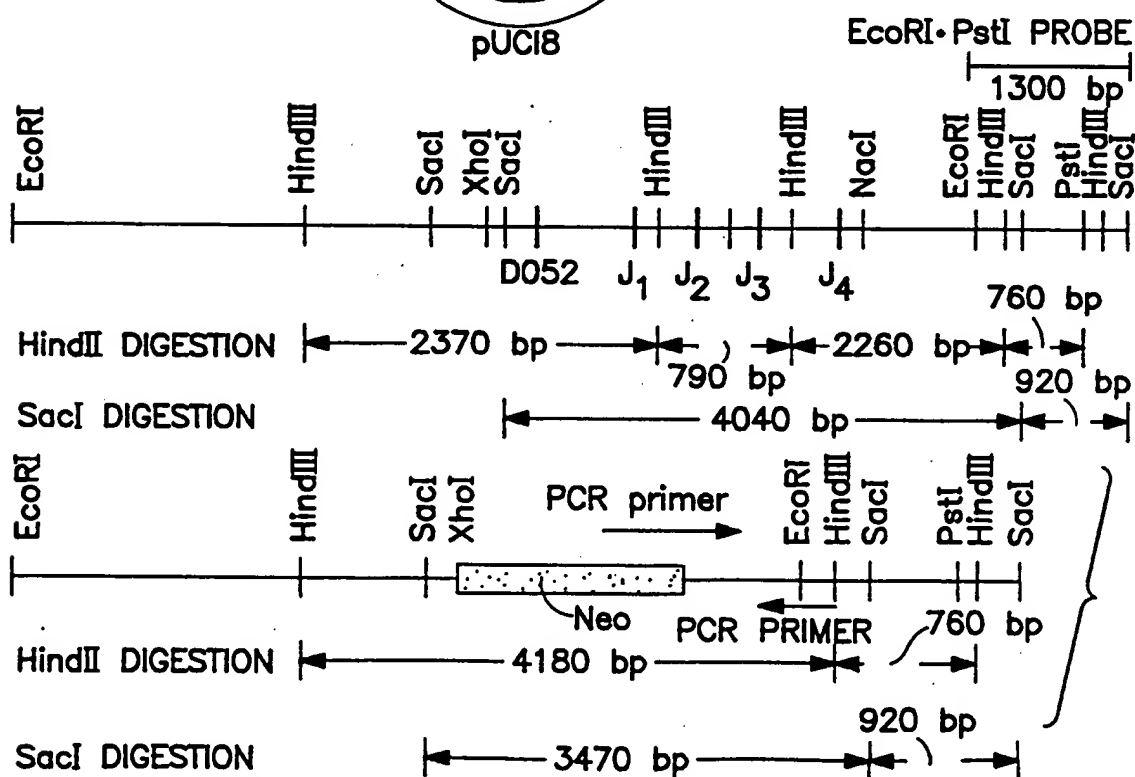 pUC18
EcoRI•PstI PROBE
1300 bp
EcoRI
HindIII
SacI
XhoI
SacI
HindIII
HindIII
NacI
EcoRI
HindIII
SacI
PstI
HindIII
SacI
D052
J1
J2
J3
J4
760 bp
HindII DIGESTION
2370 bp
790 bp
2260 bp
920 bp
SacI DIGESTION
4040 bp
EcoRI
HindIII
SacI
XhoI
PCR primer
EcoRI
HindIII
SacI
PstI
HindIII
SacI
Neo
PCR PRIMER
760 bp
HindII DIGESTION
4180 bp
920 bp
SacI DIGESTION
3470 bp